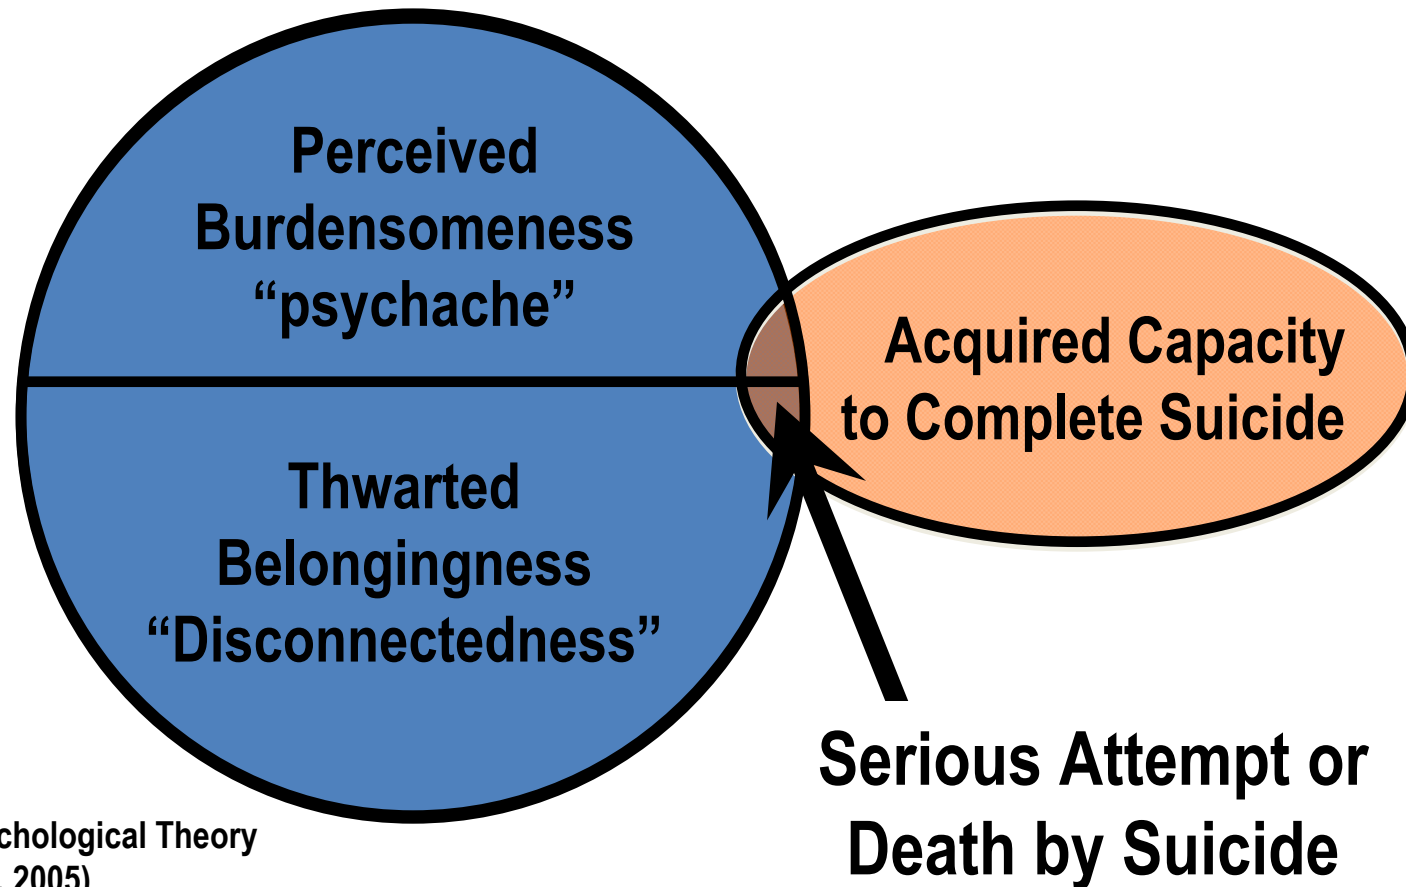 Perceived
Burdensomeness
“psychache”
Acquired Capacity
to Complete Suicide
Thwarted
Belongingness
“Disconnectedness”
Serious Attempt or
Death by Suicide
chological Theory
2005)